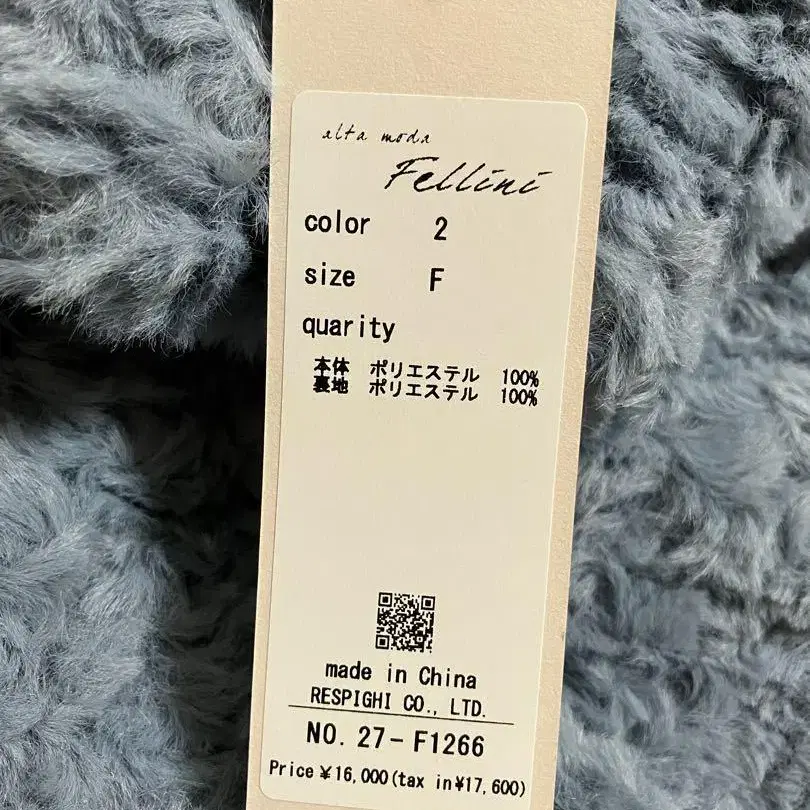 alta moda
Fellini
color 2
size F
quarity
本体 ポリエステル 100%
裏地 ポリエステル 100%
made in China
RESPIGHI CO., LTD.
NO. 27-F1266
Price ¥16,000(tax in¥17,600)